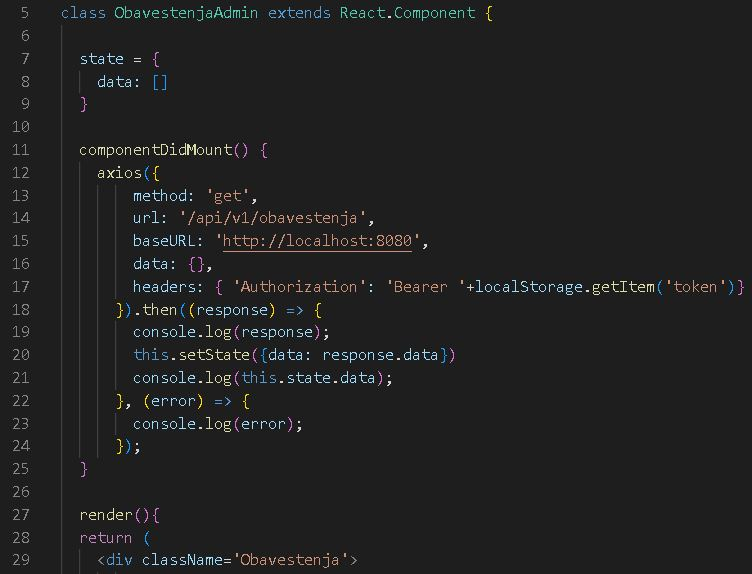 5 class ObavestenjaAdmin extends React.Component {
6
7 state = {
8 data: []
9 }
10
11 componentDidMount() {
12 axios({
13 method: 'get',
14 url: '/api/v1/obavestenja',
15 baseURL: 'http://localhost:8080',
16 data: {},
17 headers: { 'Authorization': 'Bearer '+localStorage.getItem('token')}
18 }).then((response) => {
19 console.log(response);
20 this.setState({data: response.data})
21 console.log(this.state.data);
22 }, (error) => {
23 console.log(error);
24 });
25 }
26
27 render(){
28 return (
29 <div className='Obavestenja'>